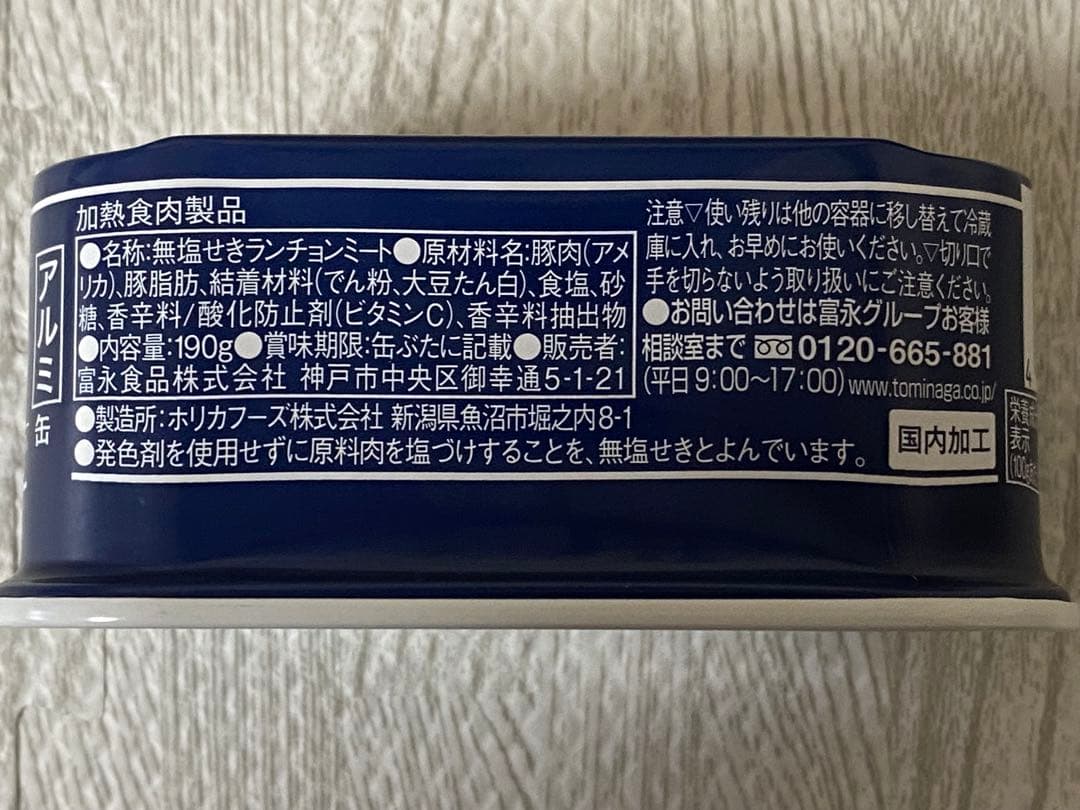 加熱食肉製品
●名称:無塩せきランチョンミート●原材料名:豚肉(アメ
リカ)、豚脂肪、結着材料(でん粉、大豆たん白)、食塩、砂
糖、香辛料/酸化防止剤(ビタミンC)、香辛料抽出物
●内容量:190g●賞味期限:缶ぶたに記載●販売者:
富永食品株式会社 神戸市中央区御幸通5-1-21
●製造所:ホリカフーズ株式会社 新潟県魚沼市堀之内8-1
●発色剤を使用せずに原料肉を塩づけすることを、無塩せきとよんでいます。
注意▽使い残りは他の容器に移し替えて冷蔵
庫に入れ、お早めにお使いください。▽切り口で
手を切らないよう取り扱いにご注意ください。
●お問い合わせは富永グループお客様
相談室まで 0120-665-881
(平日9:00～17:00) www.tominaga.co.jp/
国内加工
アルミ
缶
栄養
表示
(100g